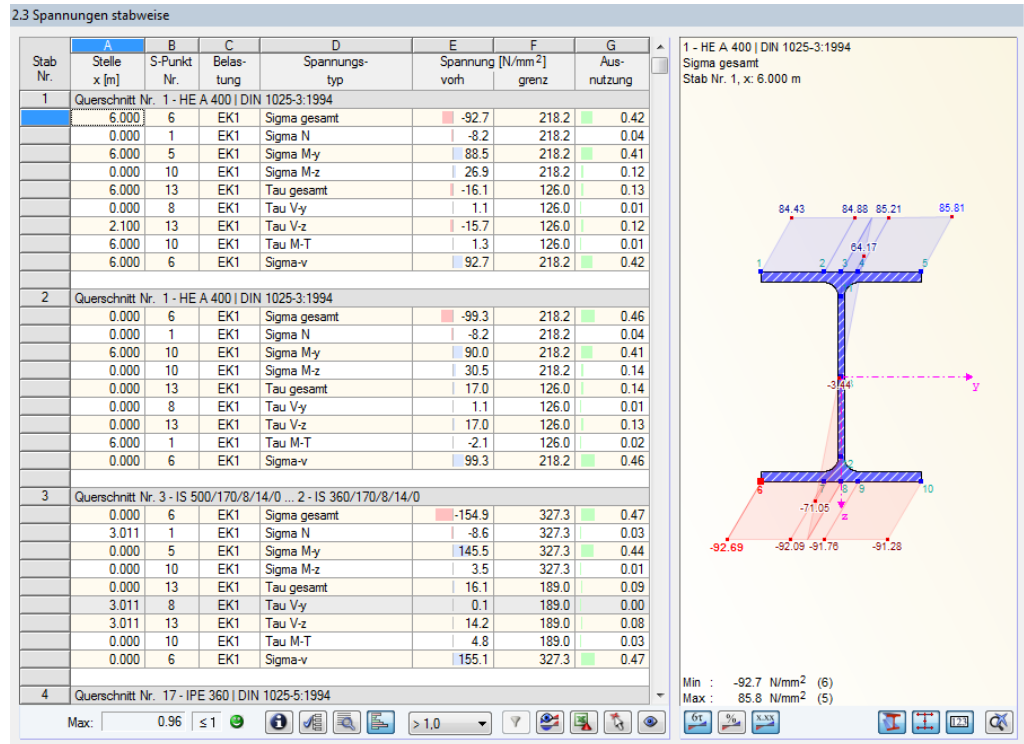 2.3 Spannungen stabweise
A B C D E F G
Stab Stelle S-Punkt Belas- Spannungs- Spannung [N/mm²] Aus-
Nr. x [m] Nr. tung typ vorh grenz nutzung
1 Querschnitt Nr. 1 - HE A 400 | DIN 1025-3:1994
6.000 6 EK1 Sigma gesamt -92.7 218.2 0.42
0.000 1 EK1 Sigma N -8.2 218.2 0.04
6.000 5 EK1 Sigma M-y 88.5 218.2 0.41
0.000 10 EK1 Sigma M-z 26.9 218.2 0.12
6.000 13 EK1 Tau gesamt -16.1 126.0 0.13
0.000 8 EK1 Tau V-y 1.1 126.0 0.01
2.100 13 EK1 Tau V-z -15.7 126.0 0.12
6.000 10 EK1 Tau M-T 1.3 126.0 0.01
6.000 6 EK1 Sigma-v 92.7 218.2 0.42
2 Querschnitt Nr. 1 - HE A 400 | DIN 1025-3:1994
0.000 6 EK1 Sigma gesamt -99.3 218.2 0.46
0.000 1 EK1 Sigma N -8.2 218.2 0.04
6.000 10 EK1 Sigma M-y 90.0 218.2 0.41
0.000 10 EK1 Sigma M-z 30.5 218.2 0.14
0.000 13 EK1 Tau gesamt 17.0 126.0 0.14
0.000 8 EK1 Tau V-y 1.1 126.0 0.01
0.000 13 EK1 Tau V-z 17.0 126.0 0.13
6.000 1 EK1 Tau M-T -2.1 126.0 0.02
0.000 6 EK1 Sigma-v 99.3 218.2 0.46
3 Querschnitt Nr. 3 - IS 500/170/8/14/0 ... 2 - IS 360/170/8/14/0
0.000 6 EK1 Sigma gesamt -154.9 327.3 0.47
3.011 1 EK1 Sigma N -8.6 327.3 0.03
0.000 5 EK1 Sigma M-y 145.5 327.3 0.44
0.000 10 EK1 Sigma M-z 3.5 327.3 0.01
0.000 13 EK1 Tau gesamt 16.1 189.0 0.09
3.011 8 EK1 Tau V-y 0.1 189.0 0.00
3.011 13 EK1 Tau V-z 14.2 189.0 0.08
0.000 10 EK1 Tau M-T 4.8 189.0 0.03
0.000 6 EK1 Sigma-v 155.1 327.3 0.47
4 Querschnitt Nr. 17 - IPE 360 | DIN 1025-5:1994
Max: 0.96 ≤ 1 > 1,0
1 - HE A 400 | DIN 1025-3:1994
Sigma gesamt
Stab Nr. 1, x: 6.000 m
84.43 84.88 85.21 85.81
64.17
1 2 3 4 5
-3.44
y
6 7 8 9 10
-71.05
z
-92.69 -92.09 -91.76 -91.28
Min : -92.7 N/mm² (6)
Max : 85.8 N/mm² (5)
στ % x.xx 123